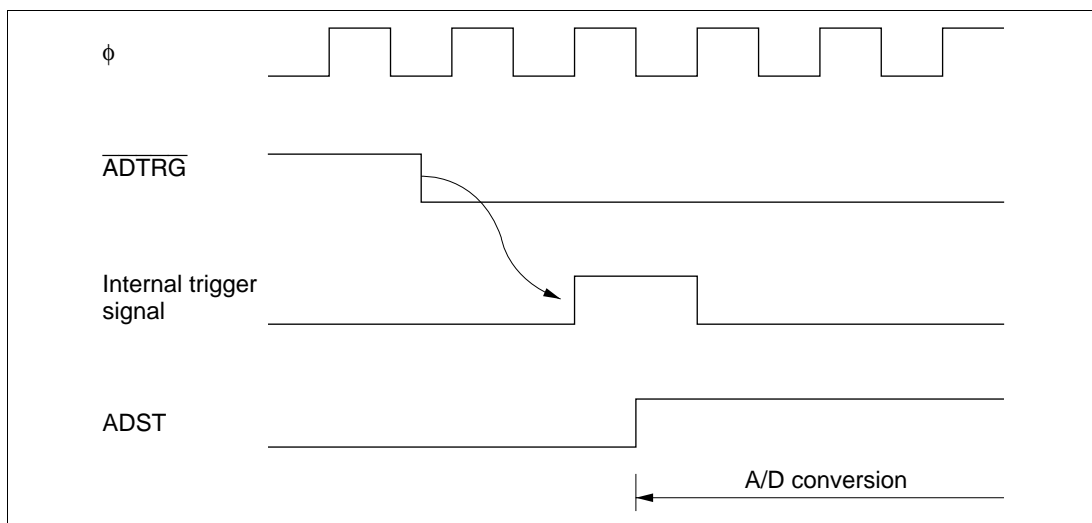 ϕ
ADTRG
Internal trigger
signal
ADST
A/D conversion